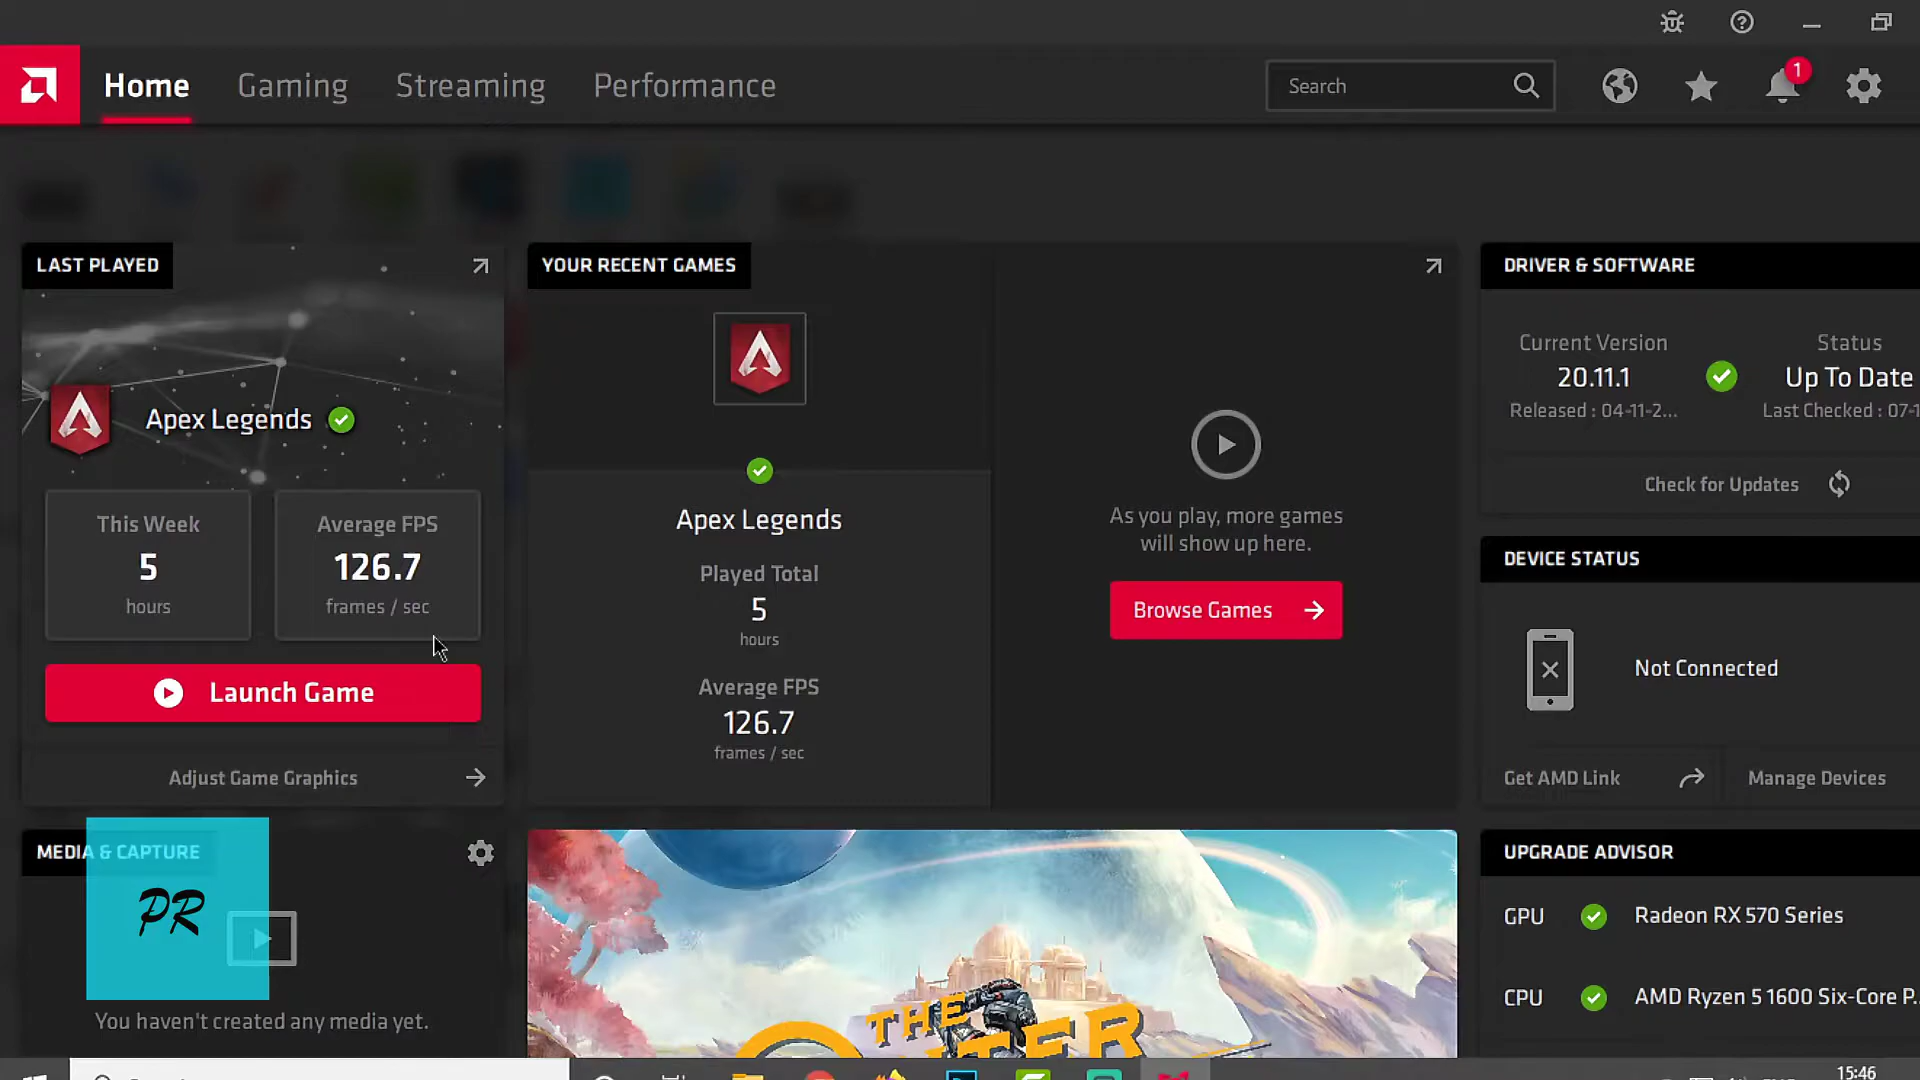 Home
Gaming
Streaming
Performance
Search
1
LAST PLAYED
Apex Legends
This Week
5
hours
Average FPS
126.7
frames / sec
Launch Game
Adjust Game Graphics
YOUR RECENT GAMES
Apex Legends
Played Total
5
hours
Average FPS
126.7
frames / sec
As you play, more games
will show up here.
Browse Games
DRIVER & SOFTWARE
Current Version
20.11.1
Released : 04-11-2...
Status
Up To Date
Last Checked : 07-1
Check for Updates
DEVICE STATUS
Not Connected
Get AMD Link
Manage Devices
MEDIA & CAPTURE
PR
You haven't created any media yet.
THE
UPGRADE ADVISOR
GPU
Radeon RX 570 Series
CPU
AMD Ryzen 5 1600 Six-Core P...
15:46